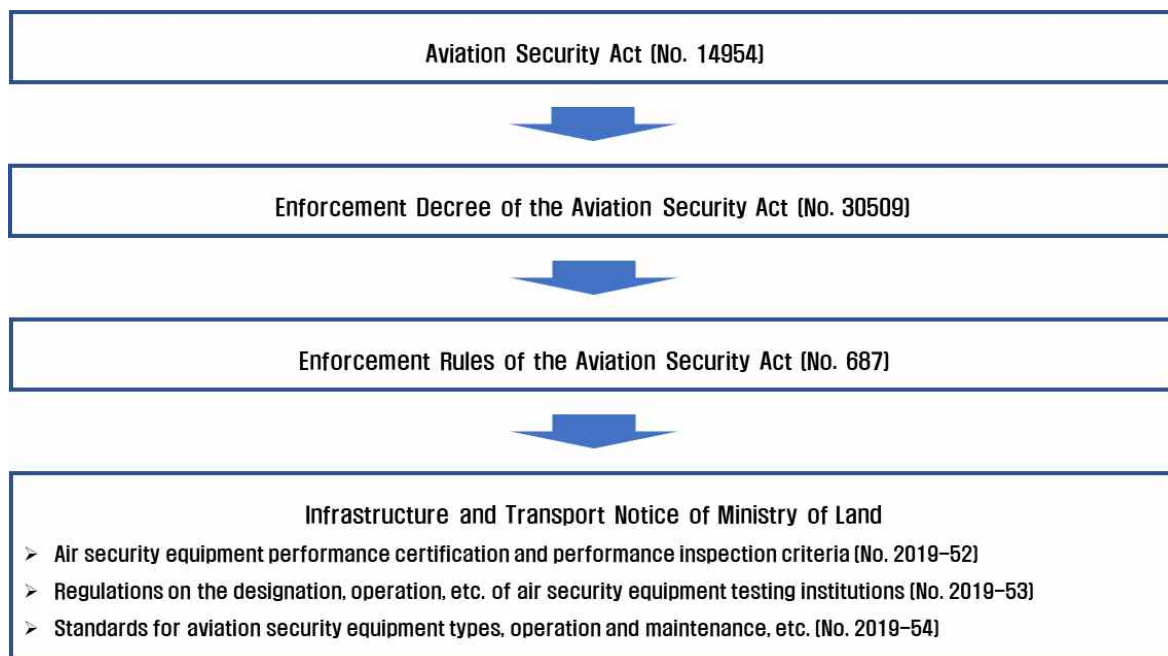 Aviation Security Act (No. 14954)
Enforcement Decree of the Aviation Security Act (No. 30509)
Enforcement Rules of the Aviation Security Act (No. 687)
Infrastructure and Transport Notice of Ministry of Land
➢ Air security equipment performance certification and performance inspection criteria (No. 2019-52)
➢ Regulations on the designation, operation, etc. of air security equipment testing institutions (No. 2019-53)
➢ Standards for aviation security equipment types, operation and maintenance, etc. (No. 2019-54)